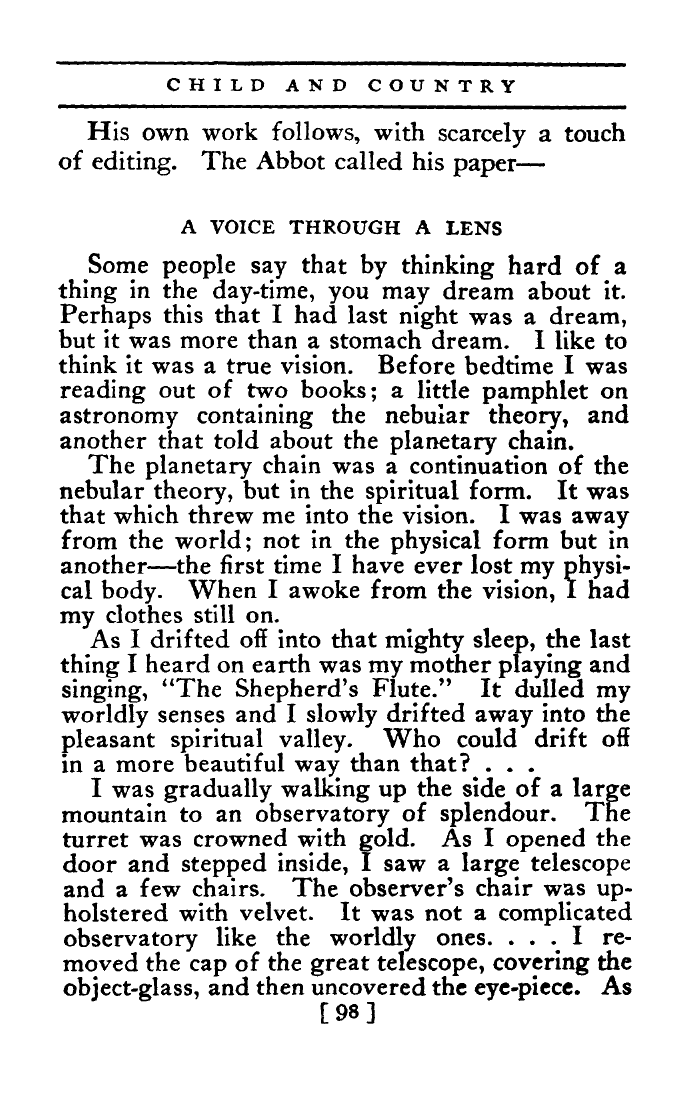 CHILD AND COUNTRY
His own work follows, with scarcely a touch
of editing. The Abbot called his paper—
A VOICE THROUGH A LENS
Some people say that by thinking hard of a
thing in the day-time, you may dream about it.
Perhaps this that I had last night was a dream,
but it was more than a stomach dream. I like to
think it was a true vision. Before bedtime I was
reading out of two books; a little pamphlet on
astronomy containing the nebular theory, and
another that told about the planetary chain.
The planetary chain was a continuation of the
nebular theory, but in the spiritual form. It was
that which threw me into the vision. I was away
from the world; not in the physical form but in
another—the first time I have ever lost my physi-
cal body. When I awoke from the vision, I had
my clothes still on.
As I drifted off into that mighty sleep, the last
thing I heard on earth was my mother playing and
singing, “The Shepherd’s Flute.” It dulled my
worldly senses and I slowly drifted away into the
pleasant spiritual valley. Who could drift off
in a more beautiful way than that? . . .
I was gradually walking up the side of a large
mountain to an observatory of splendour. The
turret was crowned with gold. As I opened the
door and stepped inside, I saw a large telescope
and a few chairs. The observer’s chair was up-
holstered with velvet. It was not a complicated
observatory like the worldly ones. . . . I re-
moved the cap of the great telescope, covering the
object-glass, and then uncovered the eye-piece. As
[ 98 ]